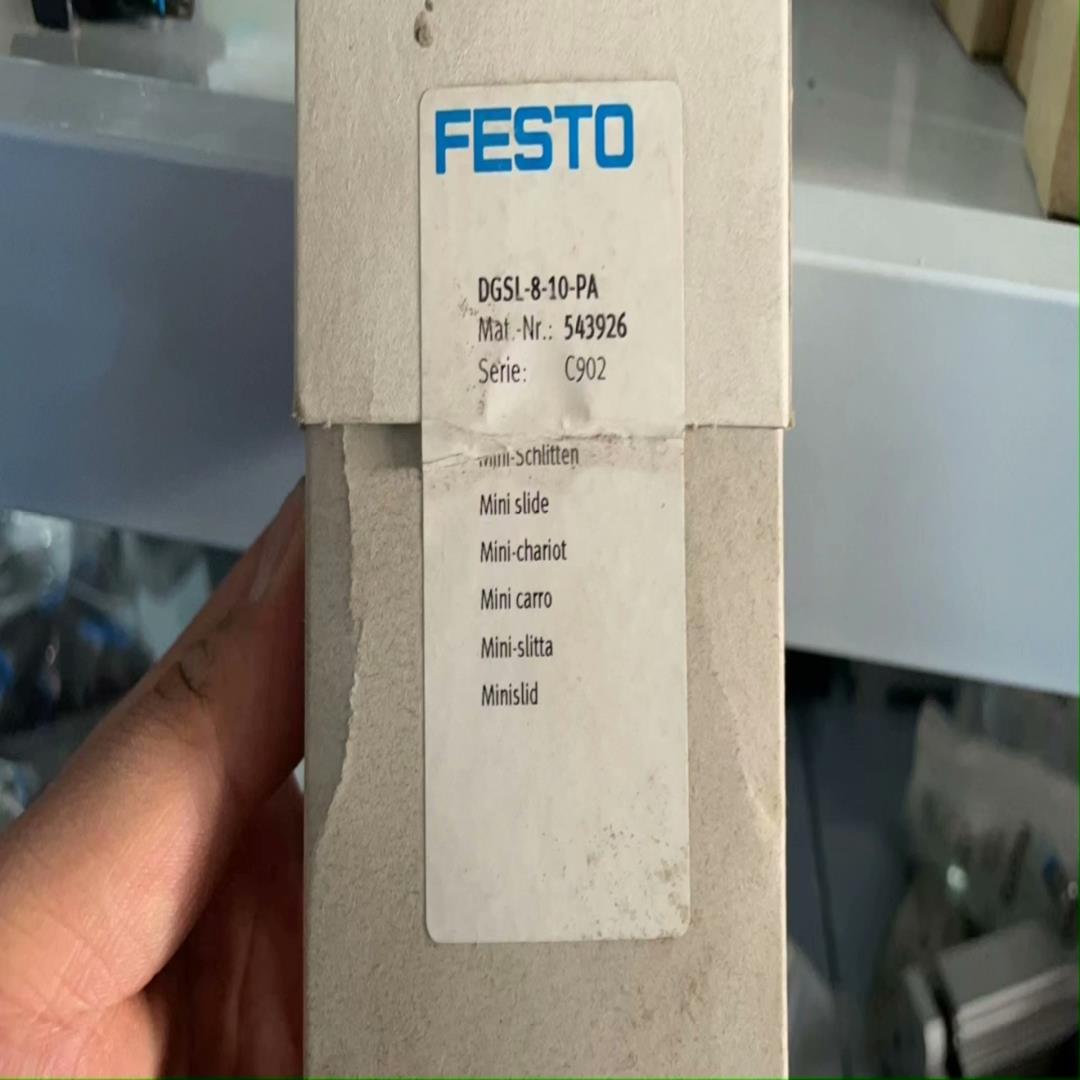 FESTO
DGSL-8-10-PA
Mat.-Nr.: 543926
Serie: C902
Mini-Schlitten
Mini slide
Mini-chariot
Mini carro
Mini-slitta
Minislid